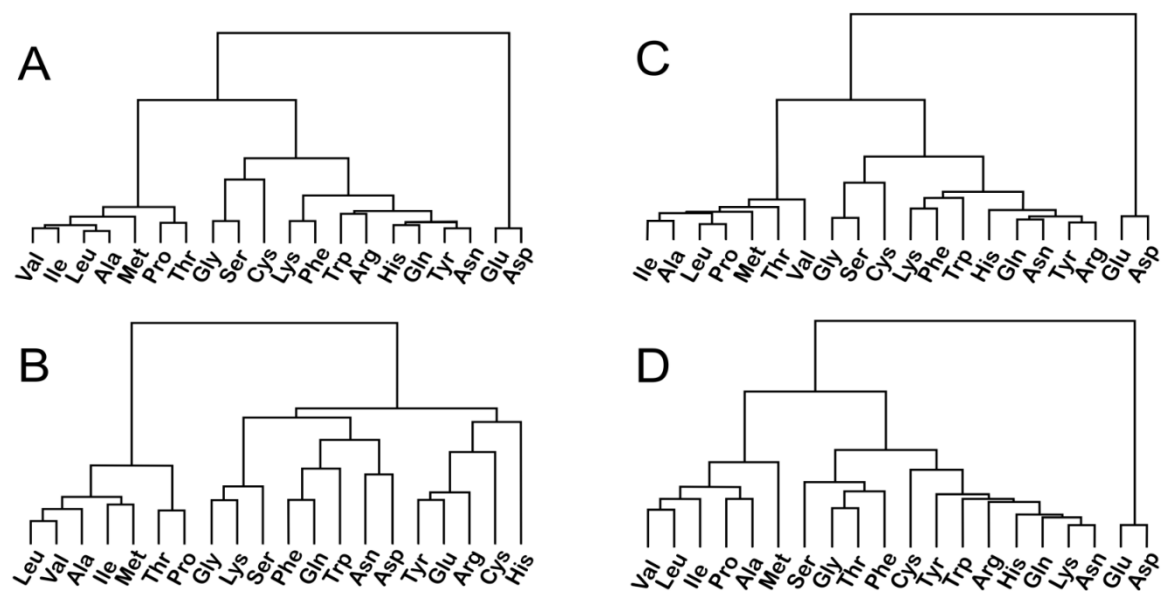 A
Val Ile Leu Ala Met Pro Thr Gly Ser Cys Lys Phe Trp Arg His Gln Tyr Asn Glu Asp
C
Ile Ala Leu Pro Met Thr Val Gly Ser Cys Lys Phe Trp His Gln Asn Tyr Arg Glu Asp
B
Leu Val Ala Ile Met Thr Pro Gly Lys Ser Phe Gln Trp Asn Asp Tyr Glu Arg Cys His
D
Val Leu Ile Pro Ala Met Ser Gly Thr Phe Cys Tyr Trp Arg His Gln Lys Asn Glu Asp